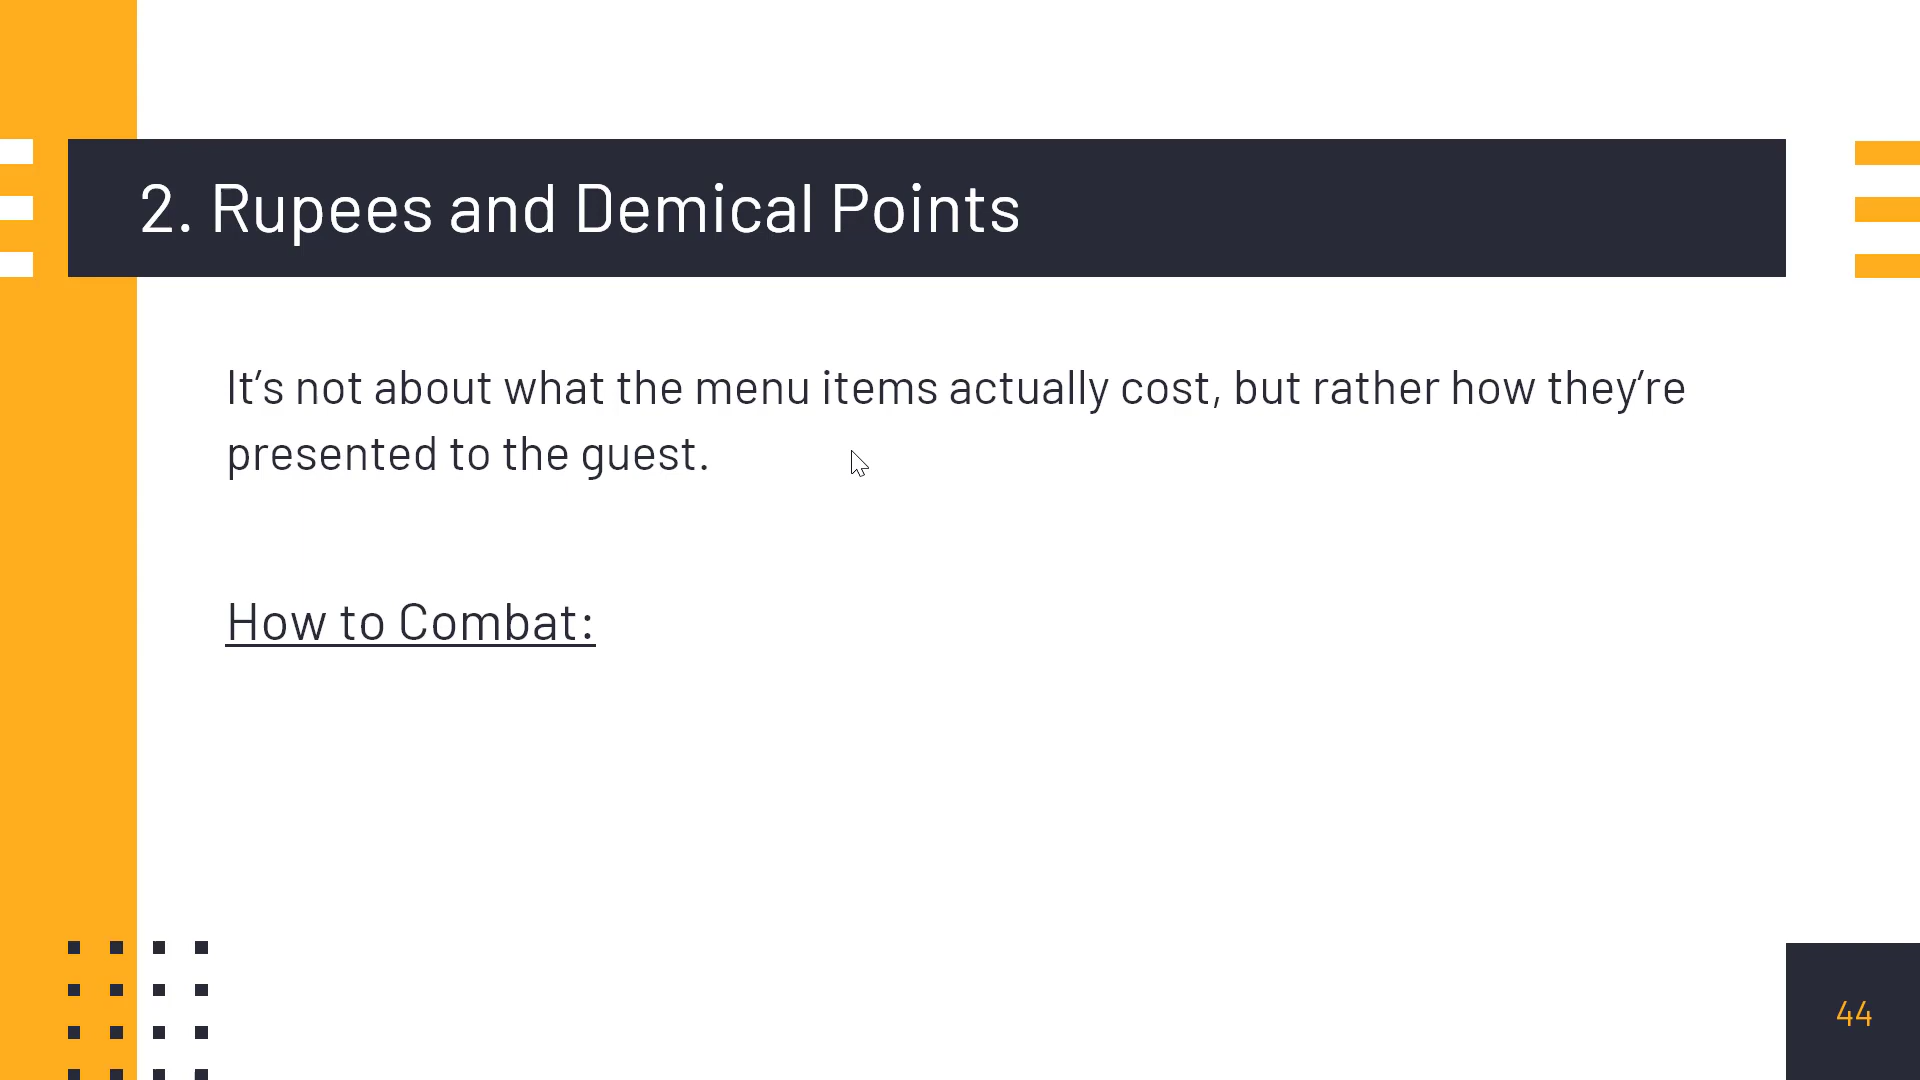 2. Rupees and Demical Points
It’s not about what the menu items actually cost, but rather how they’re
presented to the guest.
How to Combat:
44